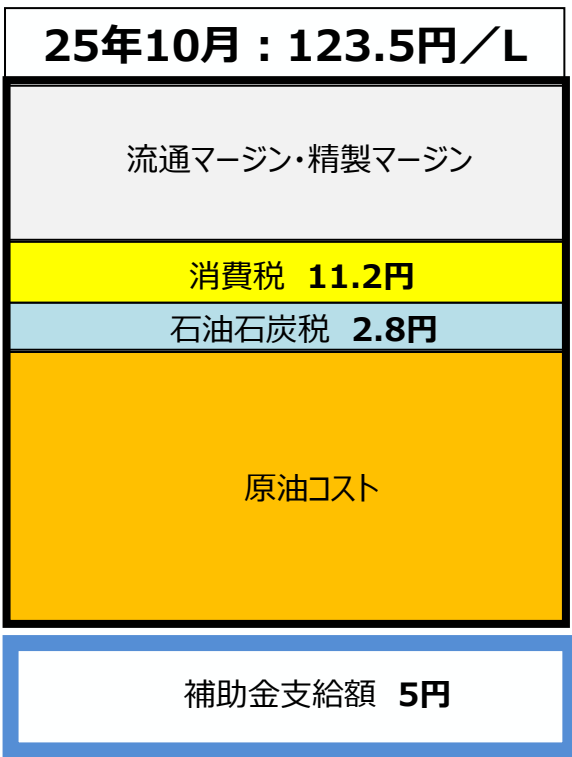 25年10月：123.5円／L
流通マージン・精製マージン
消費税 11.2円
石油石炭税 2.8円
原油コスト
補助金支給額 5円